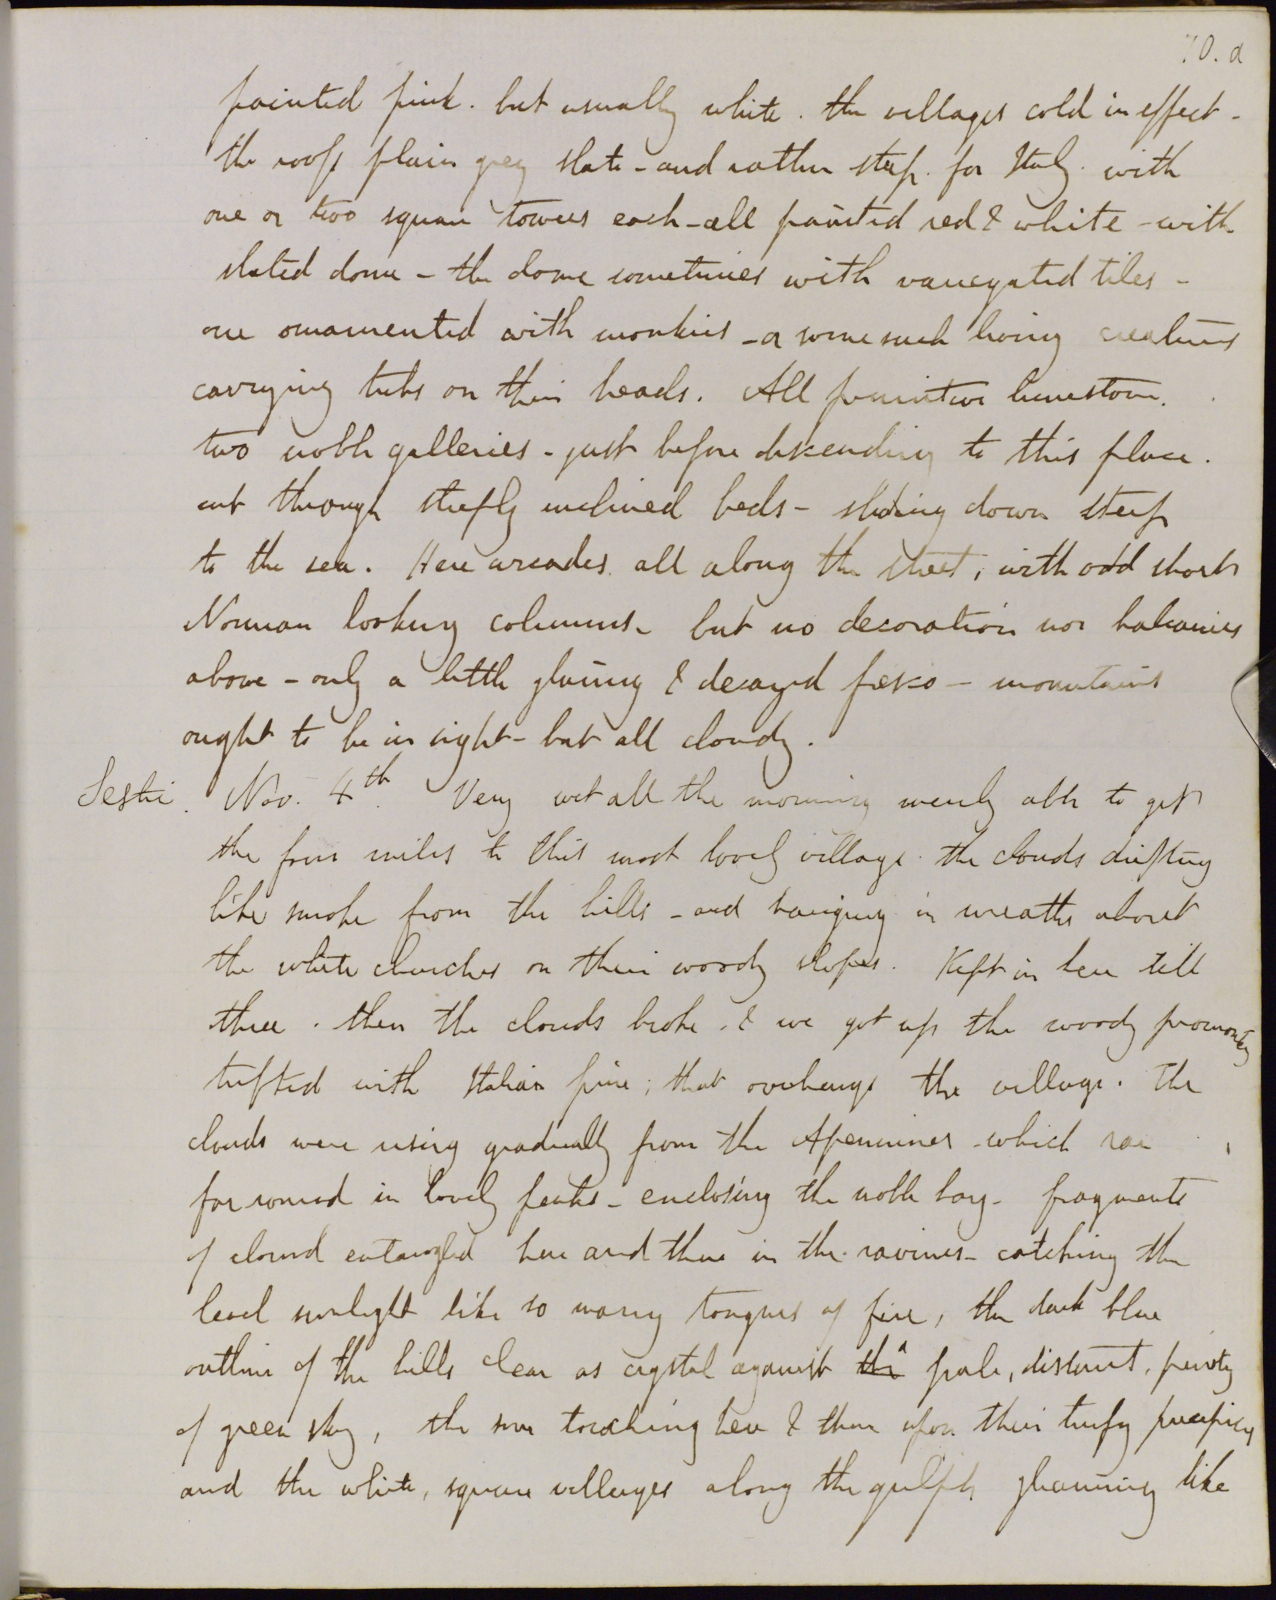 70. a
painted pink. but usually white. the villages cold in effect -
the roofs plain grey slate - and rather steep. for Italy. with
one or two square towers each - all painted red & white - with
slated dome - the dome sometimes with variegated tiles -
one ornamented with monkies - or some such living creatures
carrying tubs on their heads. All primitive limestone.
two noble galleries - just before descending to this place.
cut through steeply inclined beds - sliding down steep
to the sea. Here arcades all along the street, with odd short
Norman looking columns - but no decoration nor balconies
above - only a little glaring & decayed fresco - mountains
ought to be in sight - but all cloudy.
Sestri. Nov. 4th. Very wet all the morning merely able to get
the four miles to this most lovely village. the clouds drifting
like smoke from the hills - and hanging in wreaths about
the white churches on their woody slopes. Kept in here till
three. then the clouds broke. & we got up the woody promontory
tufted with Italian pine; that overhangs the village. The
clouds were rising gradually from the Apennines - which rose
far round in lovely peaks - enclosing the noble bay - fragments
of cloud entangled here and there in the ravines - catching the
level sunlight like so many tongues of fire, the dark blue
outline of the hills clear as crystal against the a pale, distant, purity
of green sky, the sun touching here & there upon their turfy precipices
and the white, square villages along the gulph gleaming like